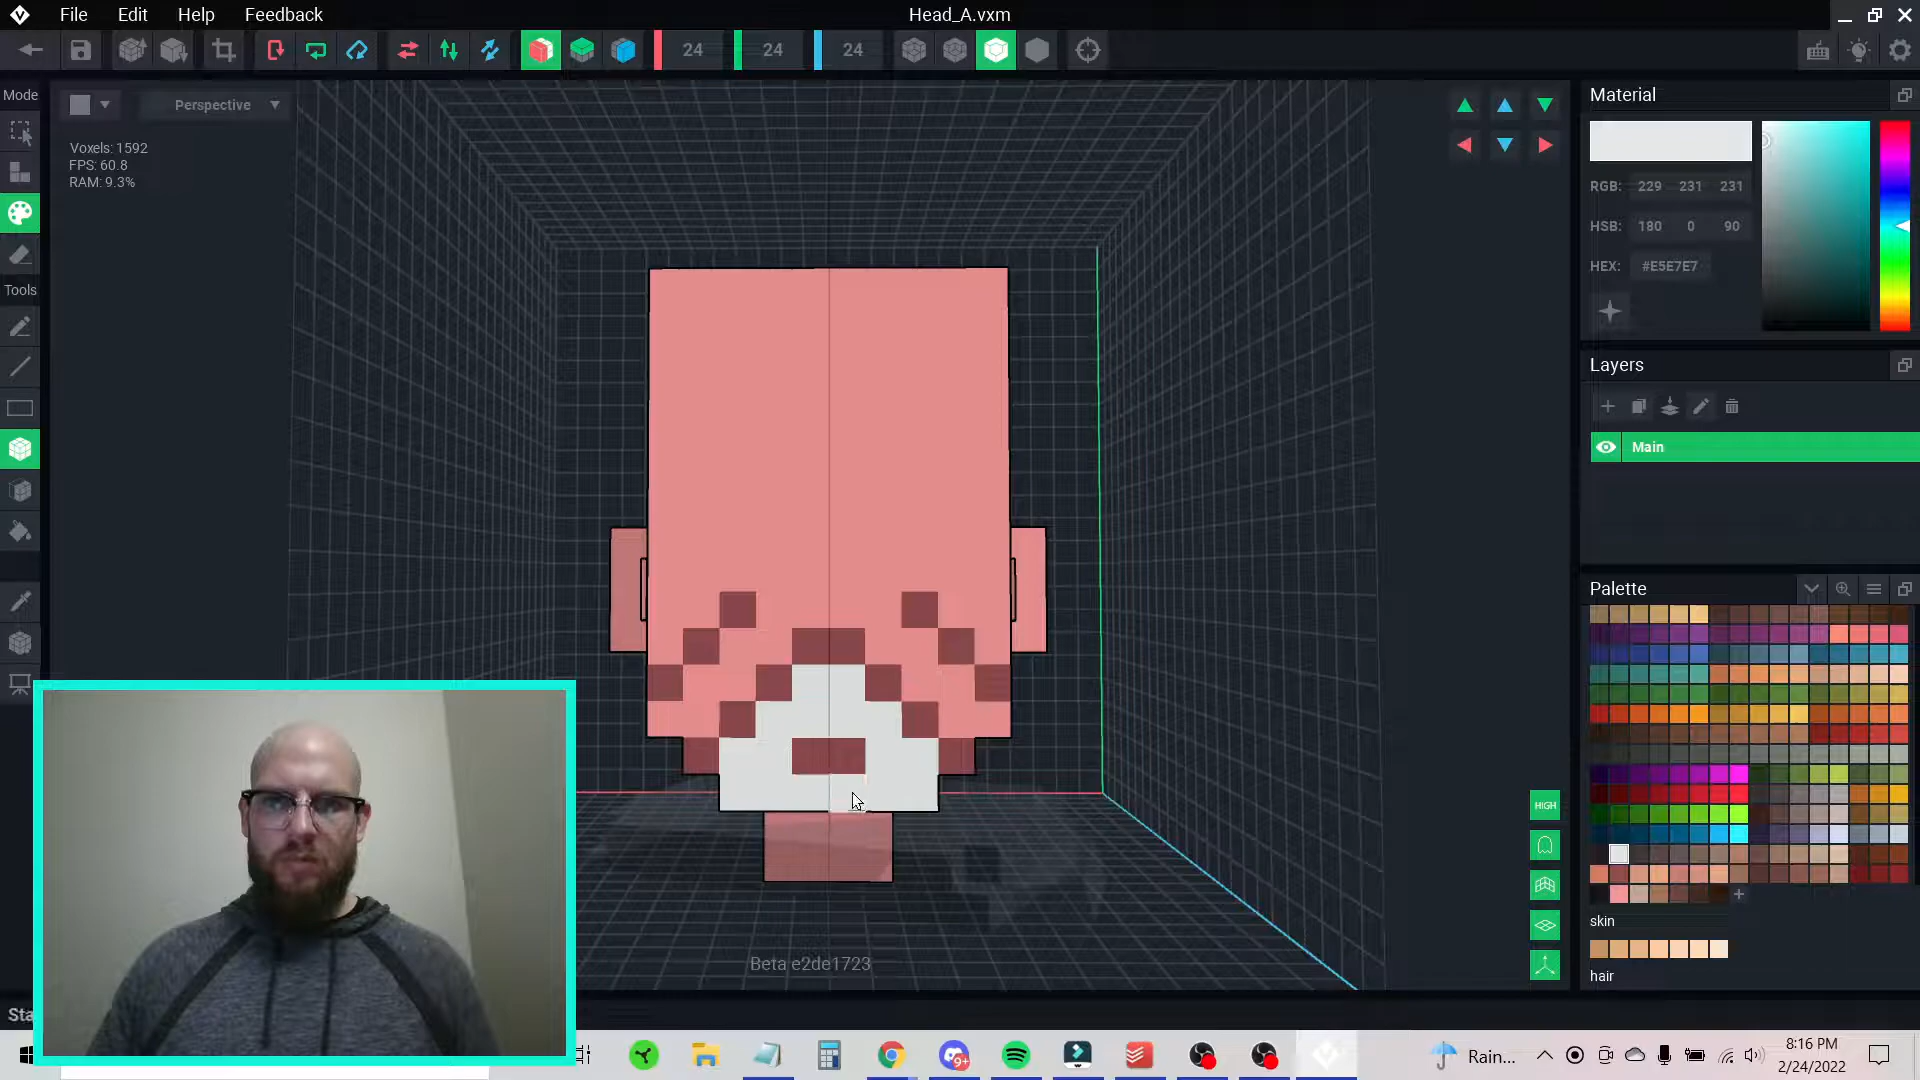 File Edit Help Feedback
Head_A.vxm
24 24 24
Mode
Perspective
Voxels: 1592
FPS: 60.8
RAM: 9.3%
Tools
Material
RGB: 229 231 231
HSB: 180 0 90
HEX: #E5E7E7
Layers
Main
Palette
HIGH
skin
hair
Beta e2de1723
Sta
9+
Rain...
8:16 PM
2/24/2022